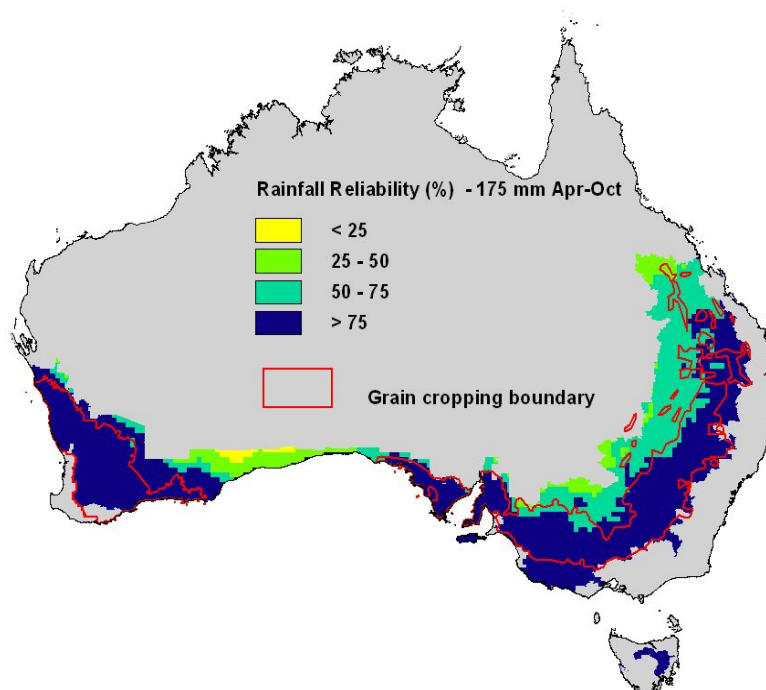 Rainfall Reliability (%) - 175 mm Apr-Oct
< 25
25 - 50
50 - 75
> 75
Grain cropping boundary